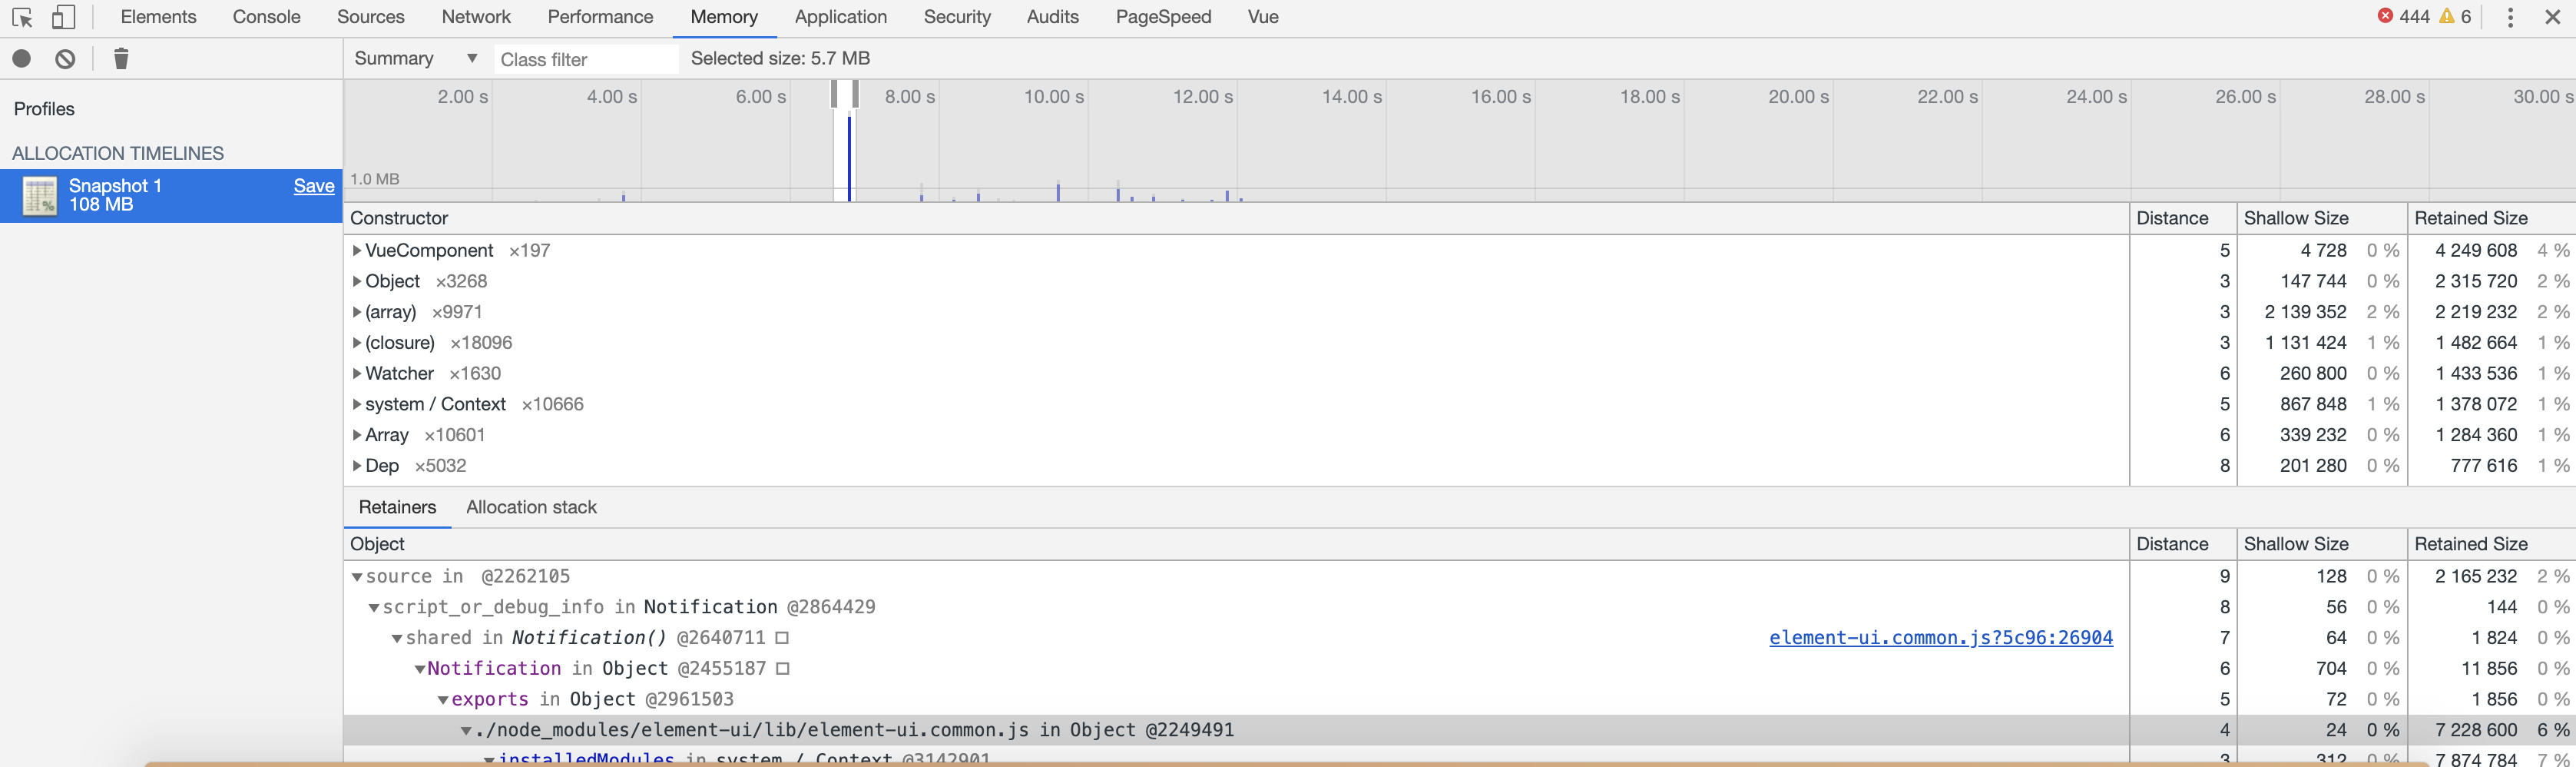 Elements Console Sources Network Performance Memory Application Security Audits PageSpeed Vue 444 6
Summary ▼ Class filter Selected size: 5.7 MB
Profiles
ALLOCATION TIMELINES
Snapshot 1 Save
108 MB
2.00 s 4.00 s 6.00 s 8.00 s 10.00 s 12.00 s 14.00 s 16.00 s 18.00 s 20.00 s 22.00 s 24.00 s 26.00 s 28.00 s 30.00 s
1.0 MB
Constructor Distance Shallow Size Retained Size
VueComponent ×197 5 4 728 0 % 4 249 608 4 %
Object ×3268 3 147 744 0 % 2 315 720 2 %
(array) ×9971 3 2 139 352 2 % 2 219 232 2 %
(closure) ×18096 3 1 131 424 1 % 1 482 664 1 %
Watcher ×1630 6 260 800 0 % 1 433 536 1 %
system / Context ×10666 5 867 848 1 % 1 378 072 1 %
Array ×10601 6 339 232 0 % 1 284 360 1 %
Dep ×5032 8 201 280 0 % 777 616 1 %
Retainers Allocation stack
Object Distance Shallow Size Retained Size
source in @2262105 9 128 0 % 2 165 232 2 %
script_or_debug_info in Notification @2864429 8 56 0 % 144 0 %
shared in Notification() @2640711 element-ui.common.js?5c96:26904 7 64 0 % 1 824 0 %
Notification in Object @2455187 6 704 0 % 11 856 0 %
exports in Object @2961503 5 72 0 % 1 856 0 %
./node_modules/element-ui/lib/element-ui.common.js in Object @2249491 4 24 0 % 7 228 600 6 %
installedModules in system / Context @3142901 3 312 0 % 7 874 784 7 %